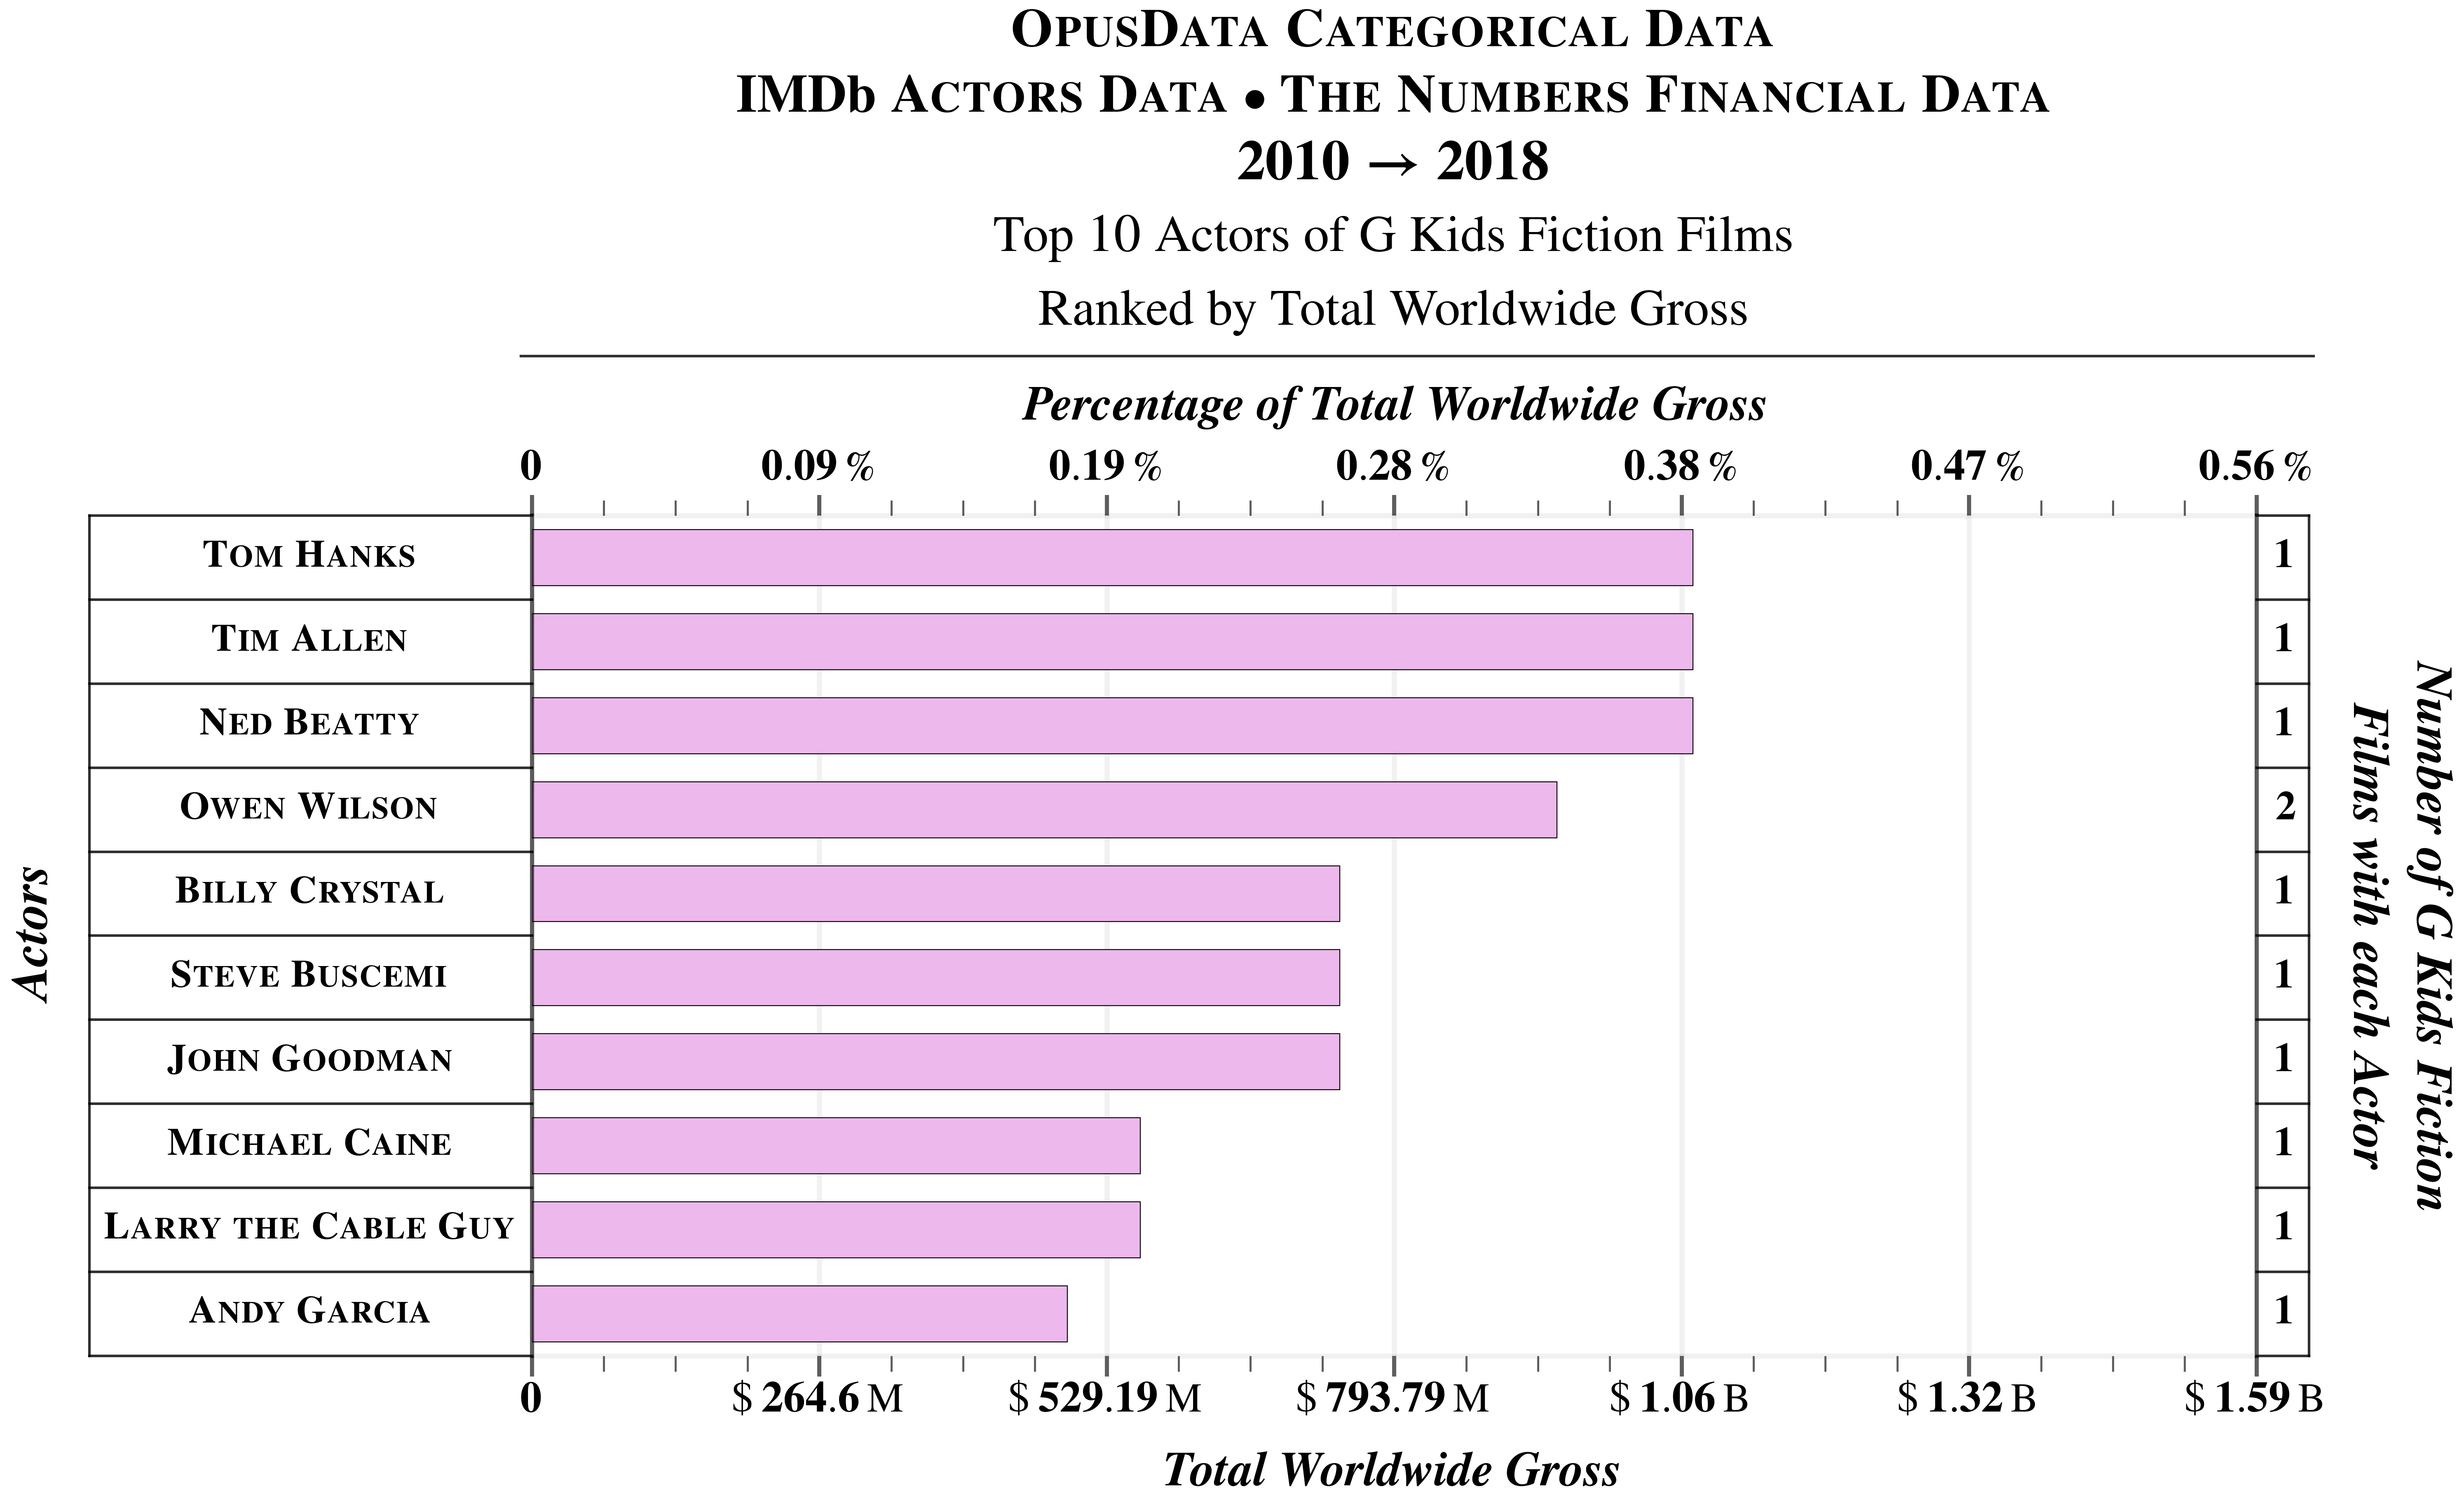 OpusData Categorical Data
IMDb Actors Data • The Numbers Financial Data
2010 → 2018
Top 10 Actors of G Kids Fiction Films
Ranked by Total Worldwide Gross
Percentage of Total Worldwide Gross
0 0.09 % 0.19 % 0.28 % 0.38 % 0.47 % 0.56 %
Actors
Tom Hanks 1
Tim Allen 1
Ned Beatty 1
Owen Wilson 2
Billy Crystal 1
Steve Buscemi 1
John Goodman 1
Michael Caine 1
Larry the Cable Guy 1
Andy Garcia 1
Number of G Kids Fiction
Films with each Actor
0 $ 264.6 M $ 529.19 M $ 793.79 M $ 1.06 B $ 1.32 B $ 1.59 B
Total Worldwide Gross